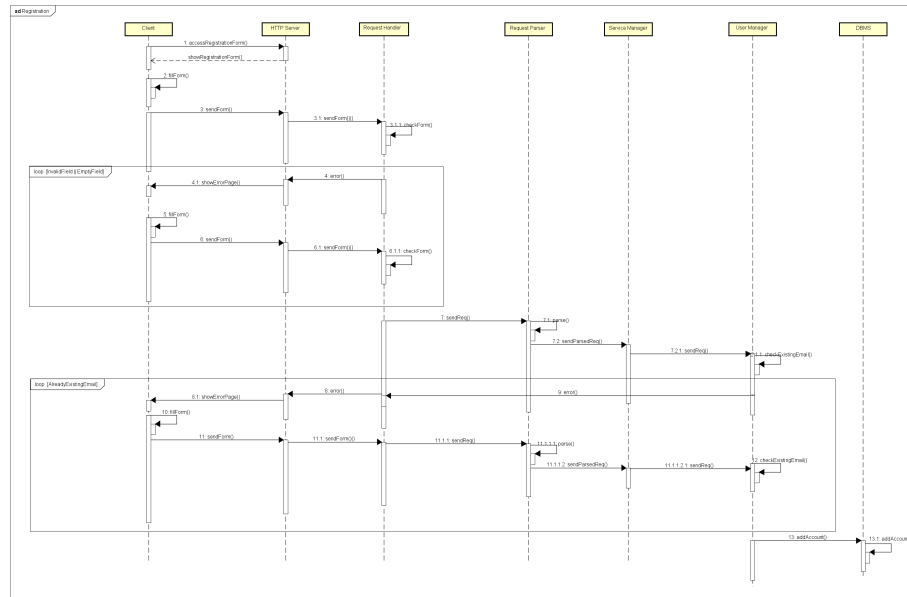 sd Registration
Client
HTTP Server
Request Handler
Request Parser
Service Manager
User Manager
DBMS
1: accessRegistrationForm()
showRegistrationForm()
2: fillForm()
3: sendForm()
3.1: sendForm()()
3.1.1: checkForm()
loop [InvalidField || EmptyField]
4: error()
4.1: showErrorPage()
5: fillForm()
6: sendForm()
6.1: sendForm()()
6.1.1: checkForm()
7: sendReq()
7.1: parse()
7.2: sendParsedReq()
7.2.1: sendReq()
checkExistingEmail()
loop [AlreadyExistingEmail]
8: error()
9: error()
showErrorPage()
10: fillForm()
11: sendForm()
11.1: sendForm()()
11.1.1: sendReq()
11.1.1.1: parse()
11.1.1.2: sendParsedReq()
11.1.1.2.1: sendReq()
12: checkExistingEmail()
13: addAccount()
13.1: addAccoun